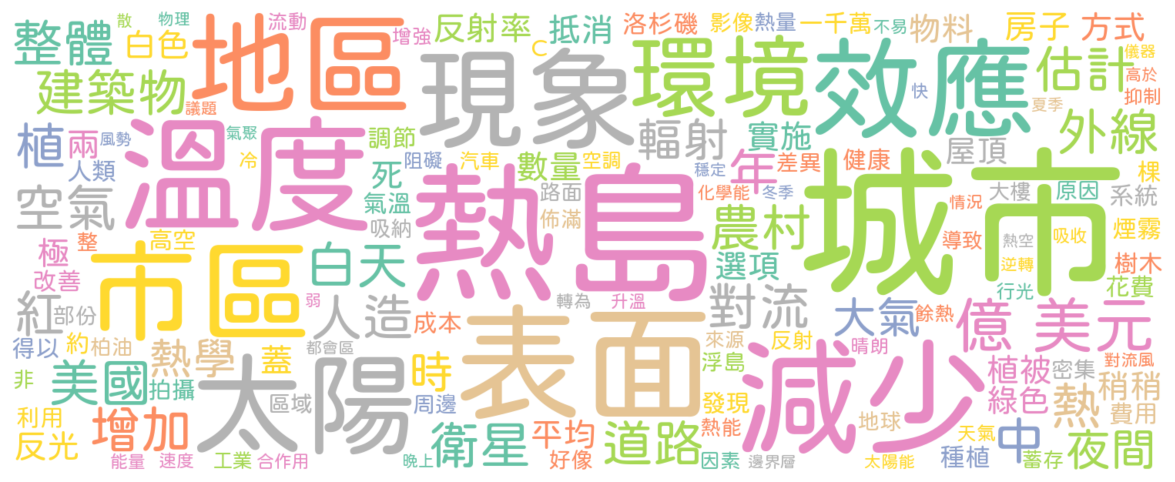 整體
散
物理
白色
地區
流動
增強
反射率
C
抵消
洛杉磯
影像
熱量
一千萬
不易
物料
房子
方式
儀器
建築物
議題
現象
環境
效應
快
估計
夏季
高於
抑制
植
兩
風勢
人類
溫度
氣聚
冷
調節
阻礙
死
氣溫
汽車
數量
空調
輻射
實施
年
差異
穩定
健康
屋頂
外線
棵
空氣
吸納
路面
佈滿
熱島
化學能
冬季
農村
城市
情況
大樓
原因
系統
極
整
高空
改善
市區
白天
選項
導致
熱空
吸收
煙霧
逆轉
樹木
行光
花費
紅
部份
人造
弱
轉為
升溫
對流
大氣
餘熱
億
美元
得以
約
柏油
熱學
蓋
都會區
成本
表面
來源
反射
晴朗
浮島
減少
植被
密集
對流風
稍稍
綠色
熱
費用
非
美國
拍攝
太陽
時
區域
周邊
發現
地球
利用
反光
增加
衛星
平均
道路
熱能
天氣
中
夜間
能量
速度
工業
合作用
晚上
好像
因素
邊界層
太陽能
種植
蓄存